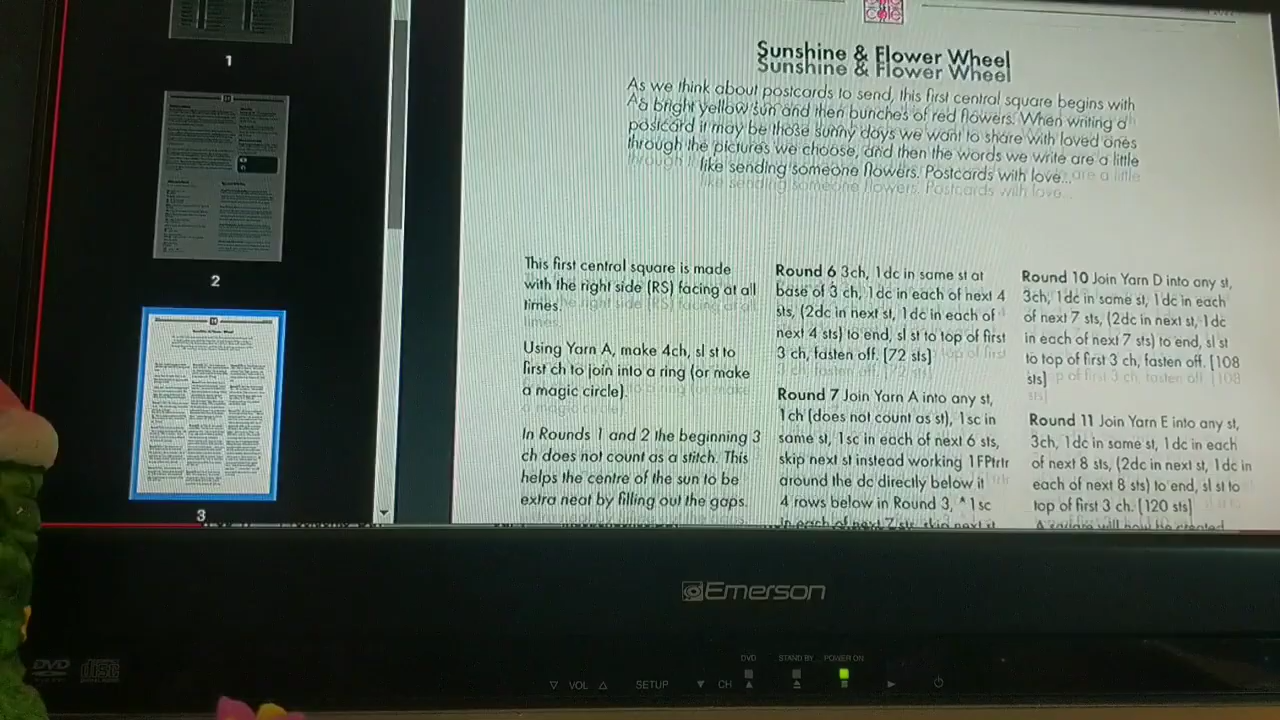 1
2
3
Sunshine & Flower Wheel
As we think about postcards to send, this first central square begins with
bright yellow sun and then bunches of red flowers. When writing a
postcard it may be those sunny days we want to share with loved ones
through the pictures we choose, and then the words we write are a little
like sending someone flowers. Postcards with love...
This first central square is made
with the right side (RS) facing at all
times.
Using Yarn A, make 4ch, sl st to
first ch to join into a ring (or make
a magic circle).
In Rounds 1 and 2 the beginning 3
ch does not count as a stitch. This
helps the centre of the sun to be
extra neat by filling out the gaps.
Round 6 3ch, 1dc in same st at
base of 3 ch, 1dc in each of next 4
sts, (2dc in next st, 1dc in each of
next 4 sts) to end, sl st to top of first
3 ch, fasten off. [72 sts]
Round 7 Join Yarn A into any st,
1ch (does not count as st), 1sc in
same st, 1sc in each of next 6 sts,
skip next st instead working 1FPtrtr
around the dc directly below it
4 rows below in Round 3, * 1sc
in each of next 7 sts, skip next st
Round 10 Join Yarn D into any st,
3ch, 1dc in same st, 1dc in each
of next 7 sts, (2dc in next st, 1dc
in each of next 7 sts) to end, sl st
to top of first 3 ch, fasten off. [108
sts]
Round 11 Join Yarn E into any st,
3ch, 1dc in same st, 1dc in each
of next 8 sts, (2dc in next st, 1dc in
each of next 8 sts) to end, sl st to
top of first 3 ch. [120 sts]
Emerson
DVD STAND BY POWER ON
VOL SETUP CH
DVD
disc